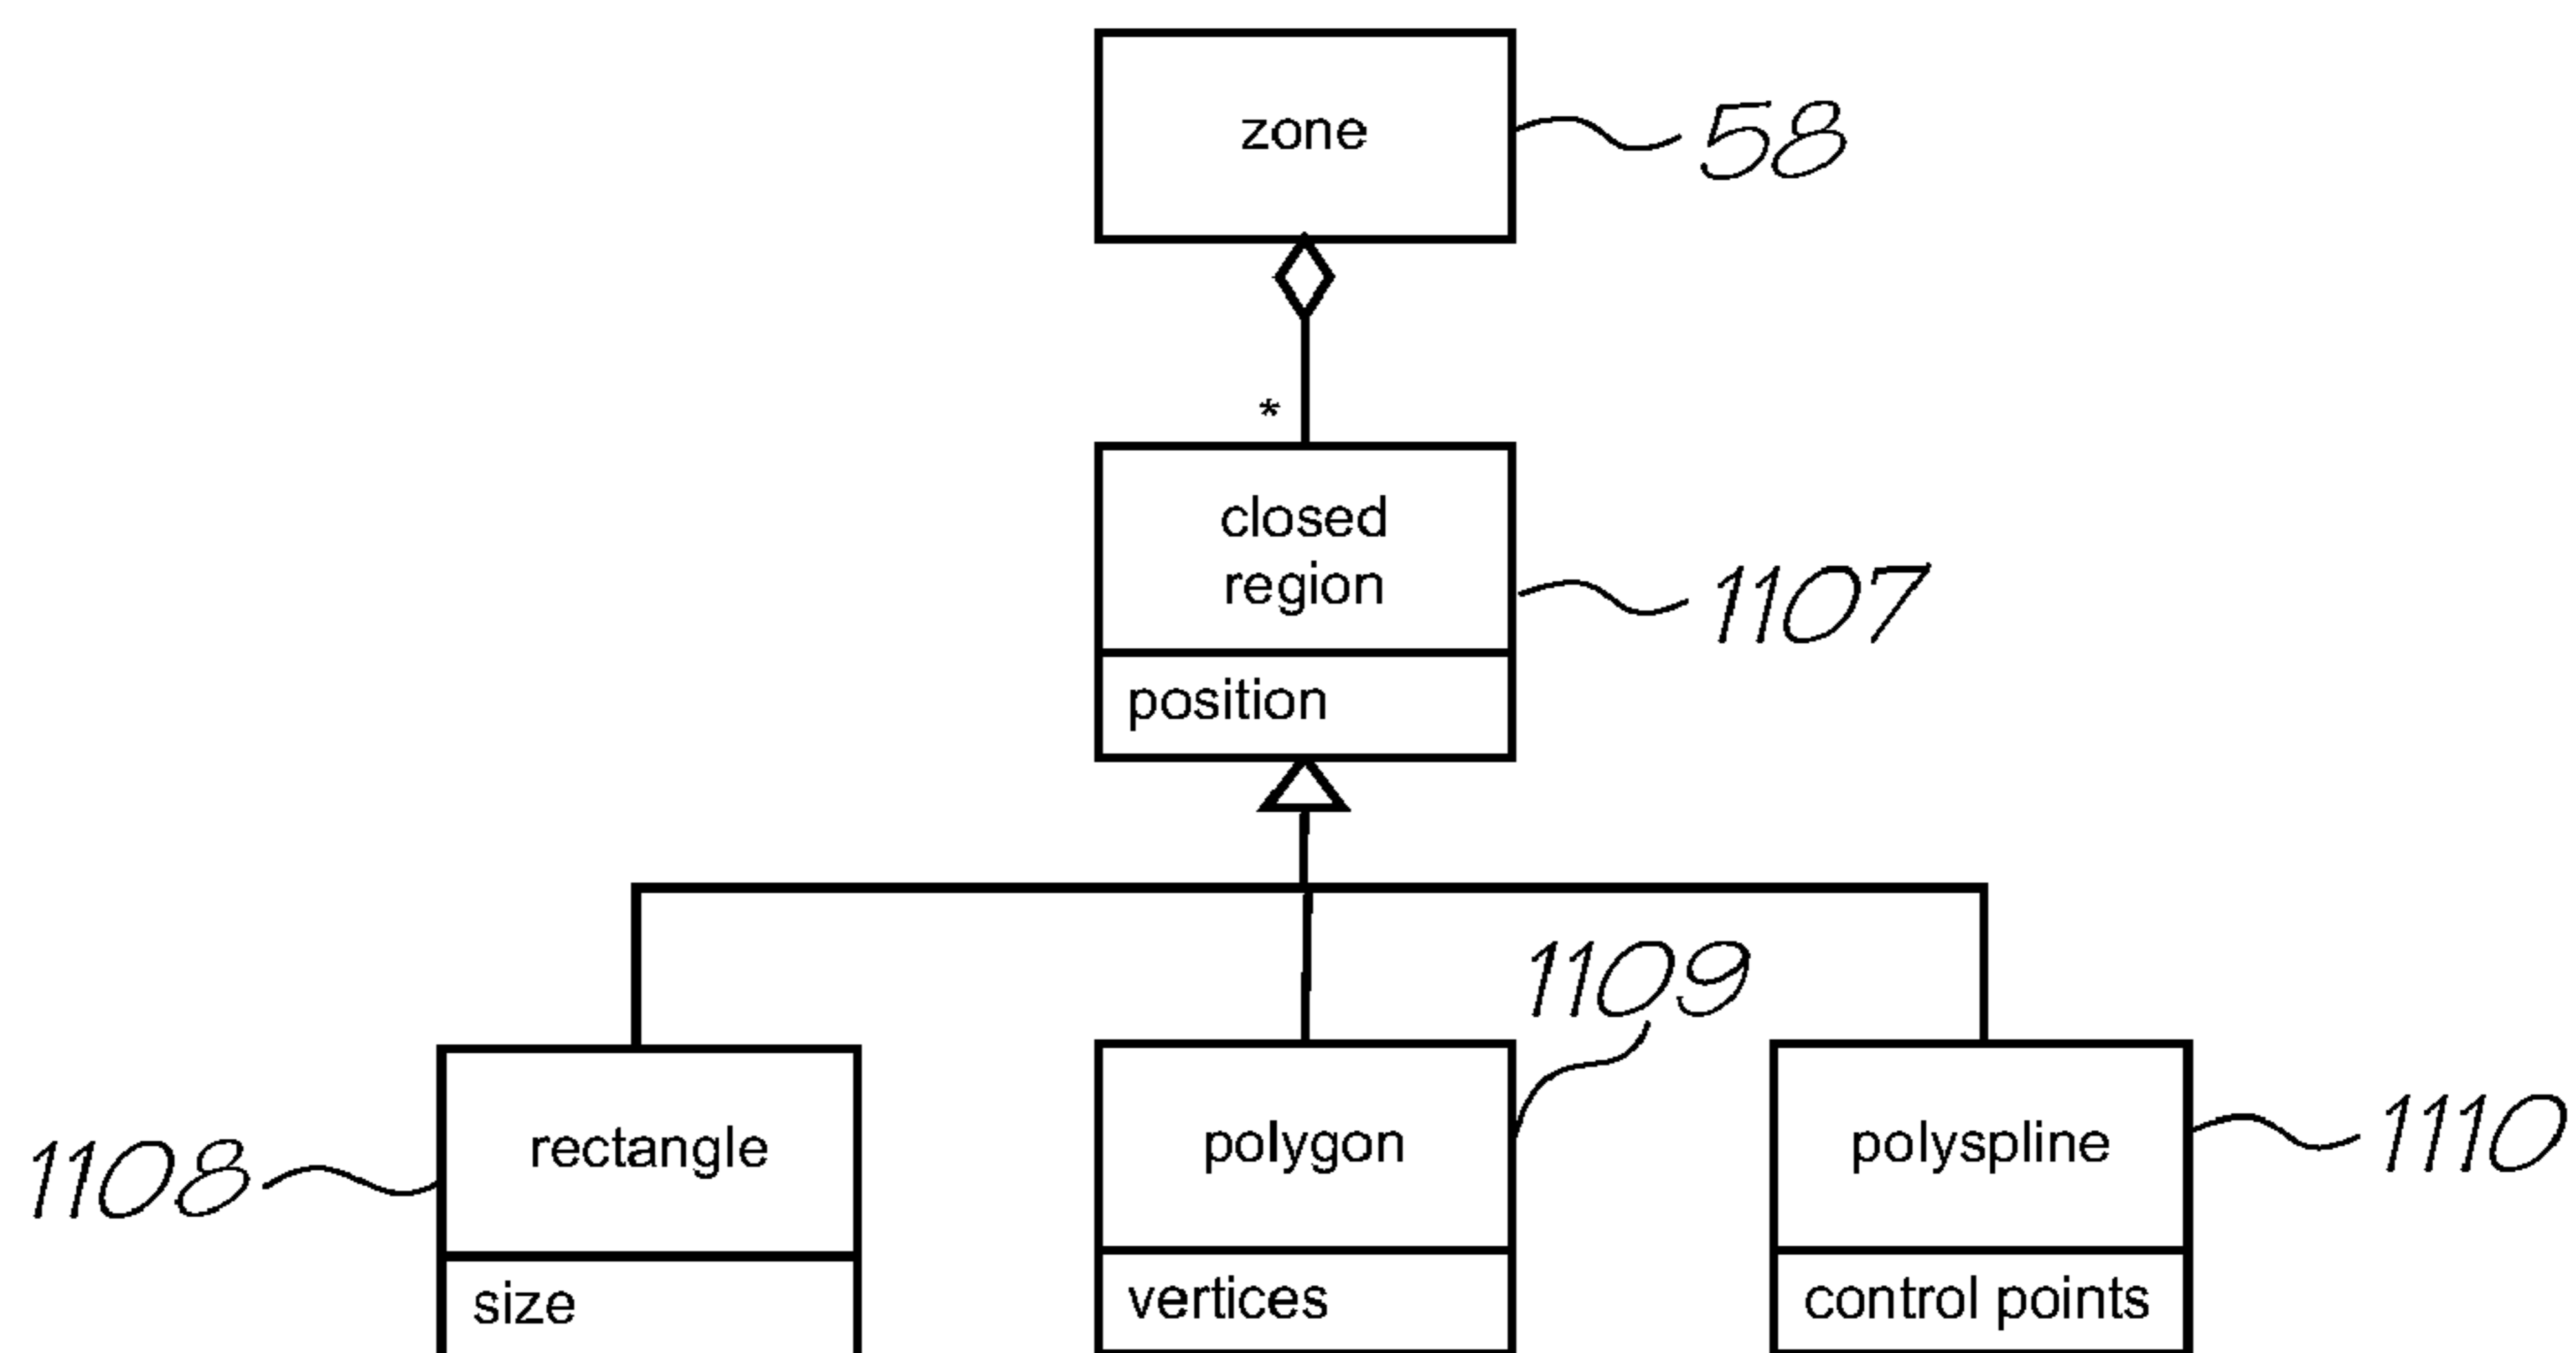 zone
58
*
closed
region
1107
position
1109
rectangle
polygon
polyspline
1108
1110
size
vertices
control points